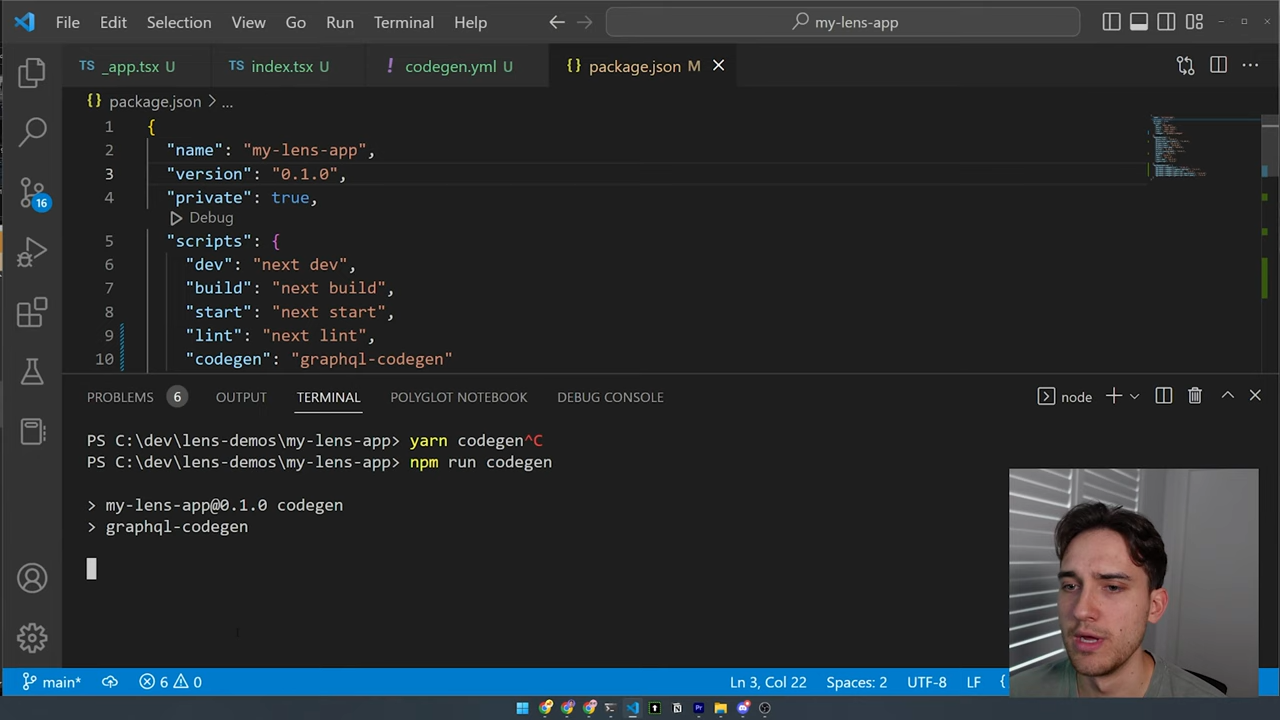 File Edit Selection View Go Run Terminal Help
my-lens-app
TS _app.tsx U
TS index.tsx U
! codegen.yml U
{} package.json M
{} package.json > ...
1 {
2 "name": "my-lens-app",
3 "version": "0.1.0",
4 "private": true,
Debug
5 "scripts": {
6 "dev": "next dev",
7 "build": "next build",
8 "start": "next start",
9 "lint": "next lint",
10 "codegen": "graphql-codegen"
16
PROBLEMS 6 OUTPUT TERMINAL POLYGLOT NOTEBOOK DEBUG CONSOLE
node
PS C:\dev\lens-demos\my-lens-app> yarn codegen^C
PS C:\dev\lens-demos\my-lens-app> npm run codegen
> my-lens-app@0.1.0 codegen
> graphql-codegen
main* 6 0 Ln 3, Col 22 Spaces: 2 UTF-8 LF {